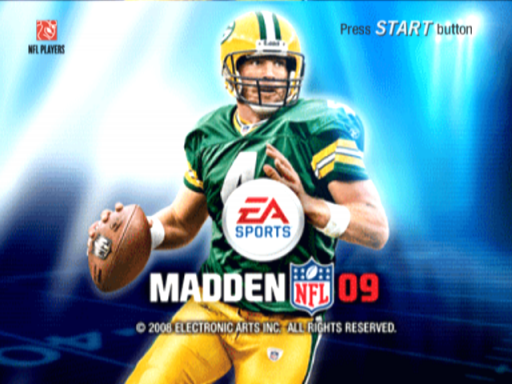 NFL PLAYERS
Press START button
4
EA
SPORTS
MADDEN NFL 09
© 2008 ELECTRONIC ARTS INC. ALL RIGHTS RESERVED.